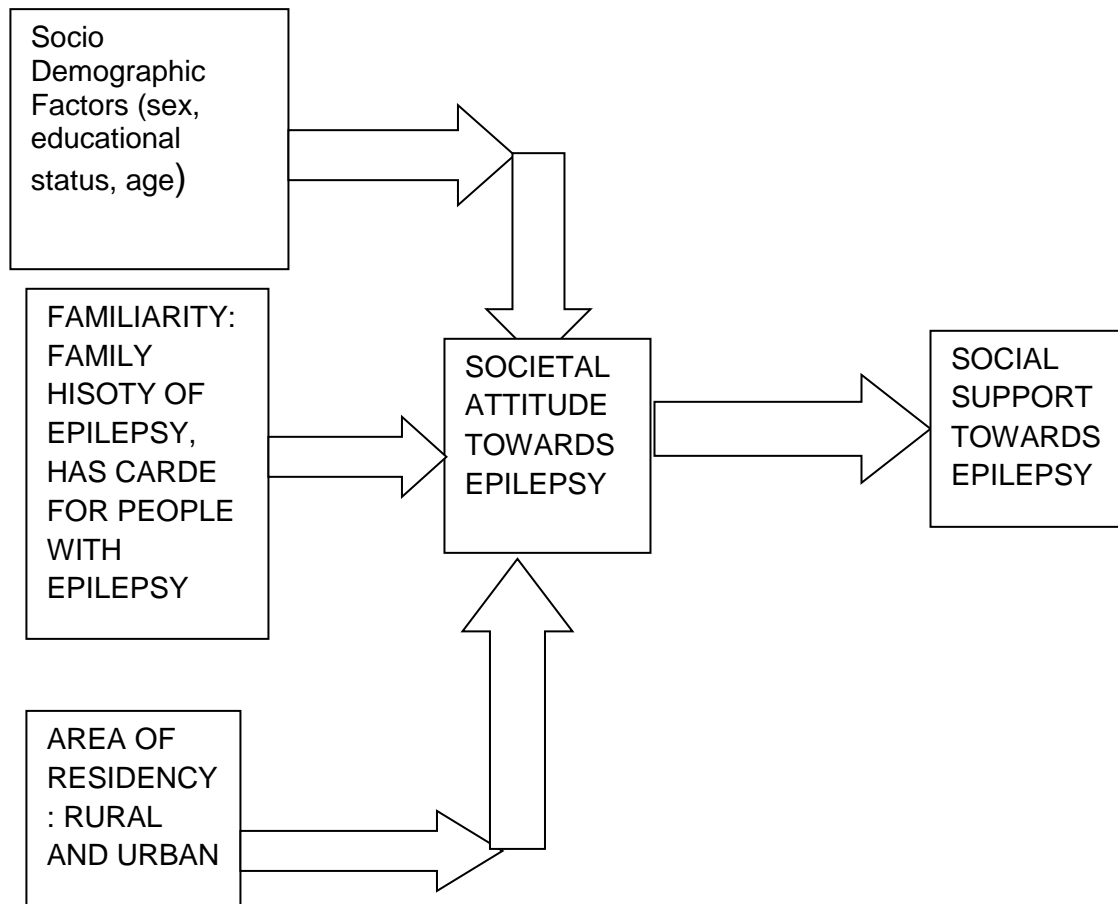 Socio
Demographic
Factors (sex,
educational
status, age)
FAMILIARITY:
FAMILY
HISOTY OF
EPILEPSY,
HAS CARDE
FOR PEOPLE
WITH
EPILEPSY
SOCIETAL
ATTITUDE
TOWARDS
EPILEPSY
SOCIAL
SUPPORT
TOWARDS
EPILEPSY
AREA OF
RESIDENCY
: RURAL
AND URBAN